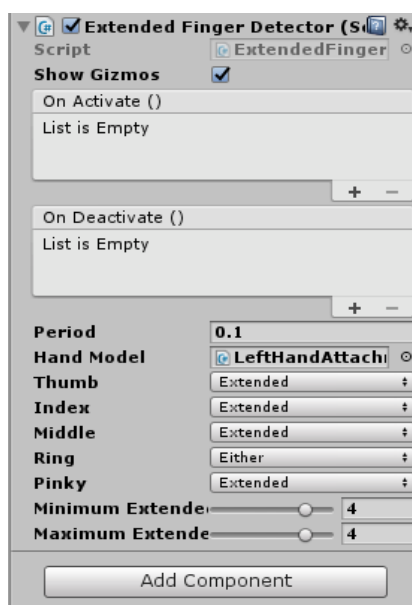 Extended Finger Detector (Sc
Script ExtendedFinger
Show Gizmos
On Activate ()
List is Empty
+ −
On Deactivate ()
List is Empty
+ −
Period 0.1
Hand Model LeftHandAttachı
Thumb Extended
Index Extended
Middle Extended
Ring Either
Pinky Extended
Minimum Extende 4
Maximum Extende 4
Add Component